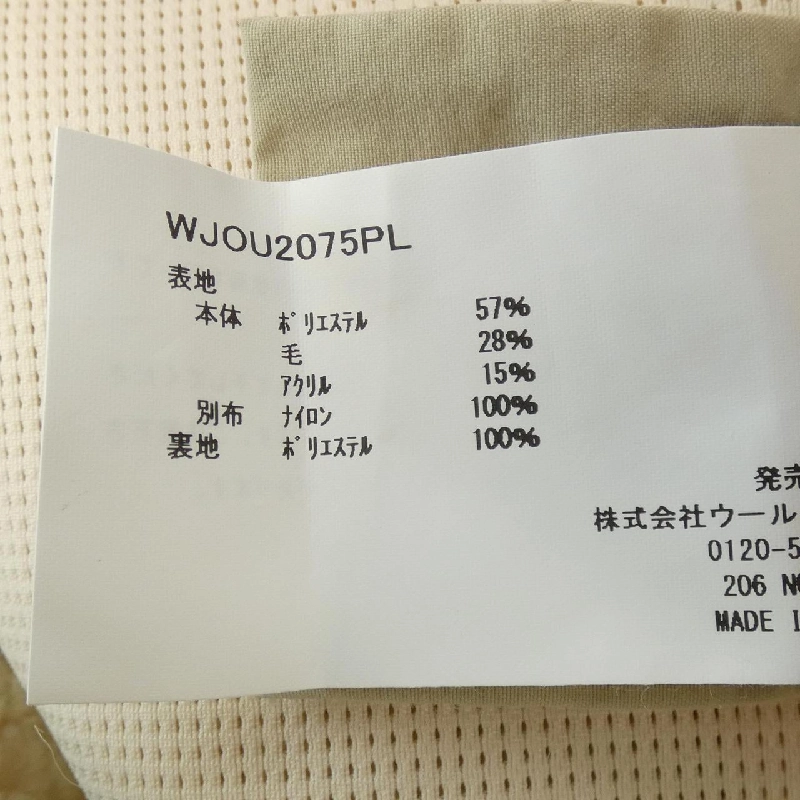 WJOU2075PL
表地
本体 ﾎﾟﾘｴｽﾃﾙ 57%
毛 28%
ｱｸﾘﾙ 15%
別布 ﾅｲﾛﾝ 100%
裏地 ﾎﾟﾘｴｽﾃﾙ 100%
発売
株式会社ウール
0120-5
206 NO
MADE I